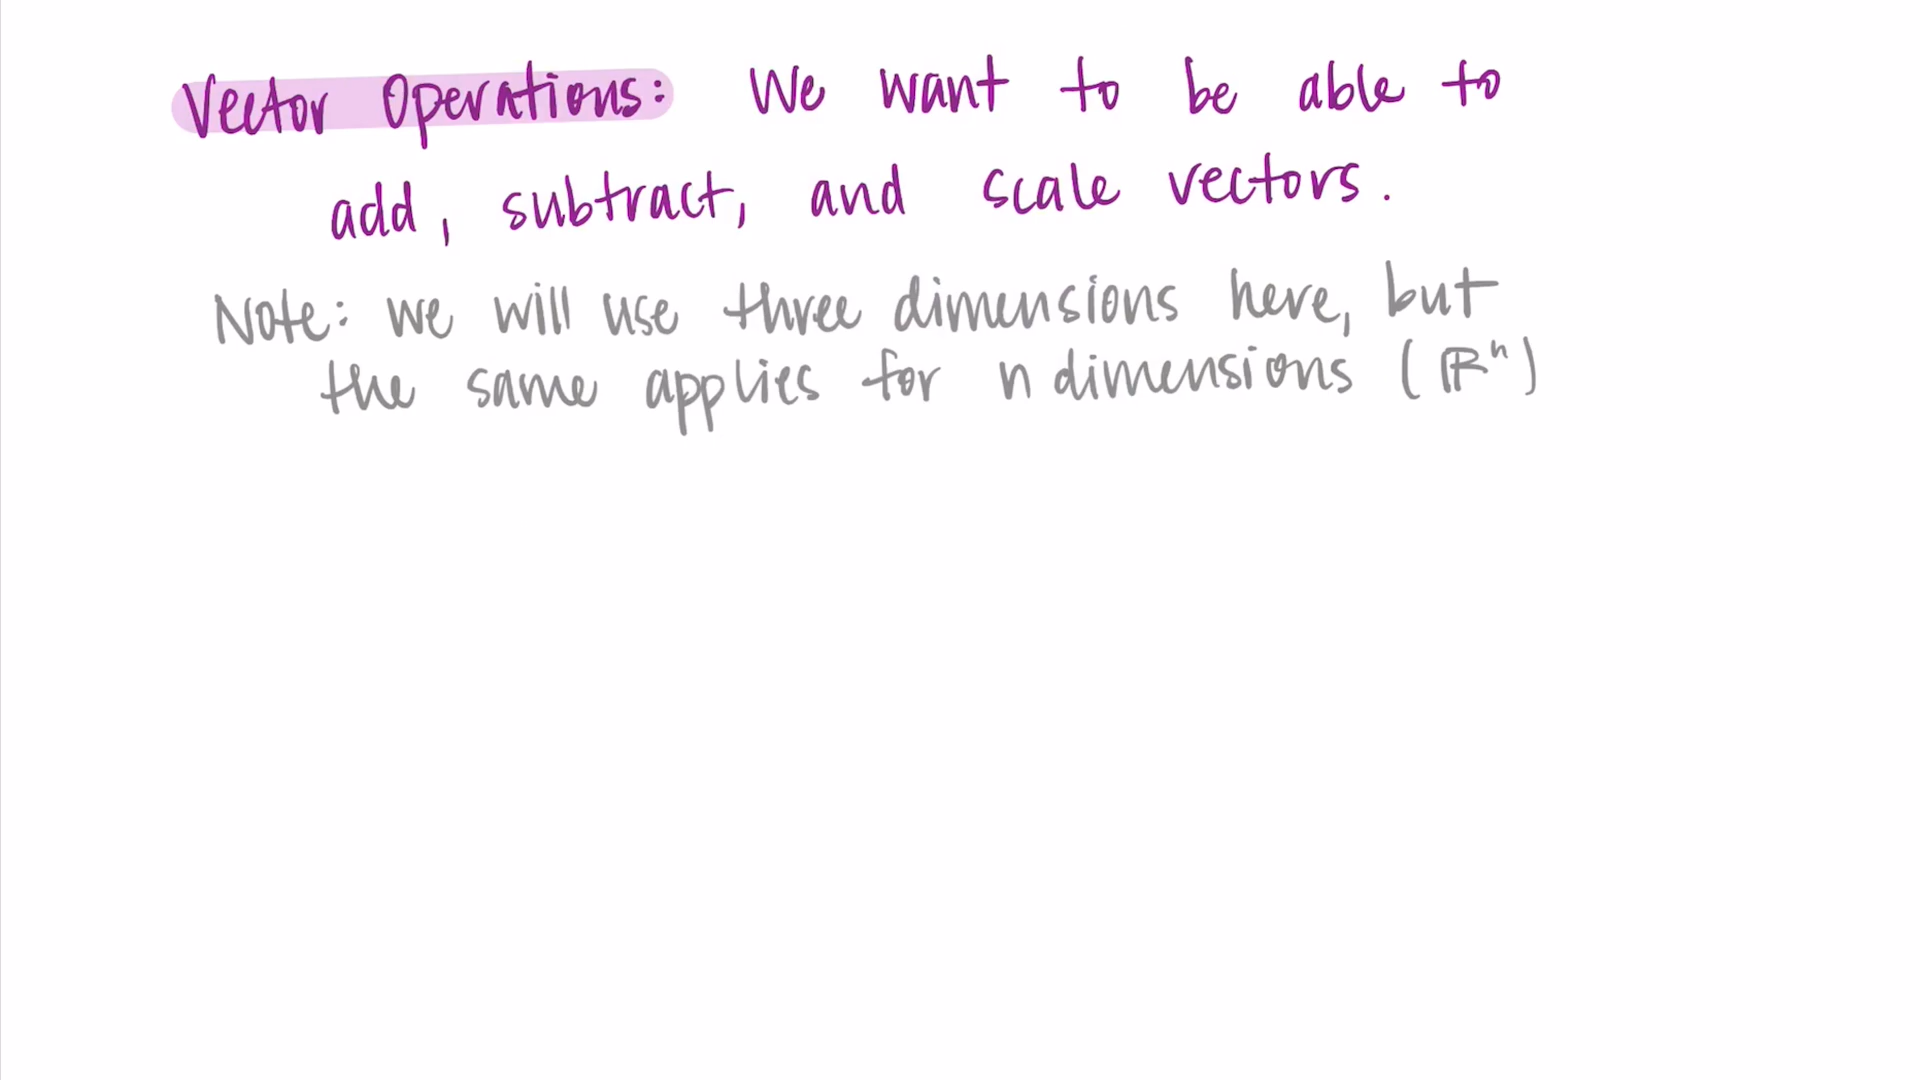 Vector Operations: We want to be able to
add, subtract, and scale vectors.
Note: we will use three dimensions here, but
the same applies for n dimensions (ℝⁿ)